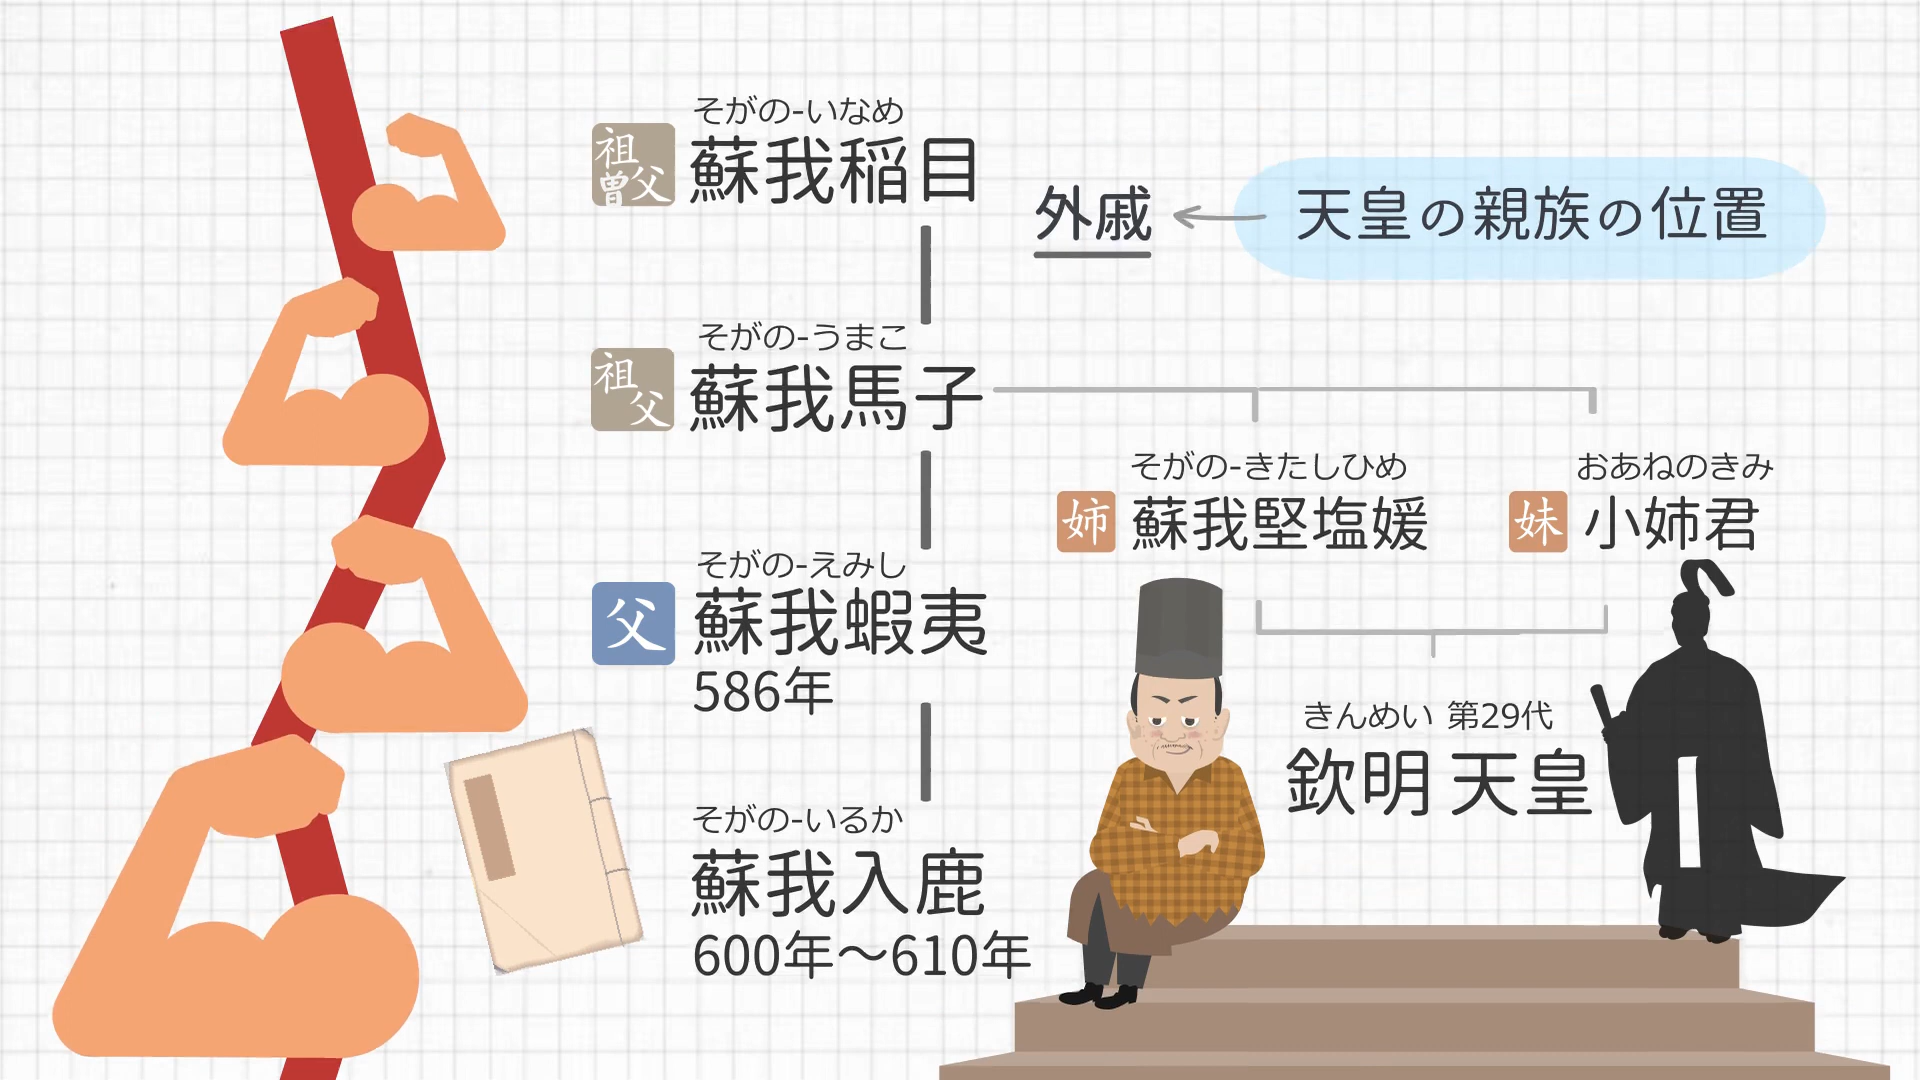 そがの-いなめ
曽祖父
蘇我稲目
外戚
天皇の親族の位置
そがの-うまこ
祖父
蘇我馬子
そがの-きたしひめ
姉
蘇我堅塩媛
おあねのきみ
妹
小姉君
そがの-えみし
父
蘇我蝦夷
586年
きんめい 第29代
欽明 天皇
そがの-いるか
蘇我入鹿
600年〜610年